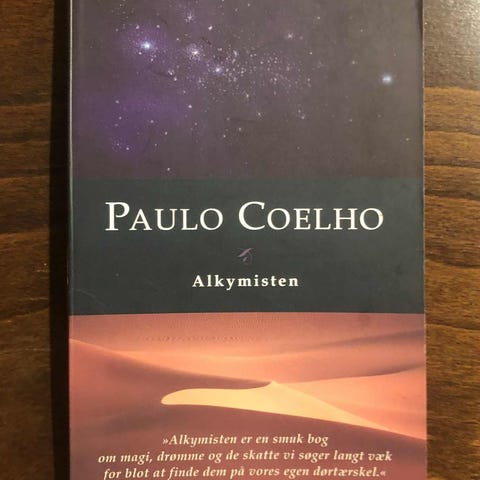 PAULO COELHO
Alkymisten
»Alkymisten er en smuk bog
om magi, drømme og de skatte vi søger langt væk
for blot at finde dem på vores egen dørtærskel.«